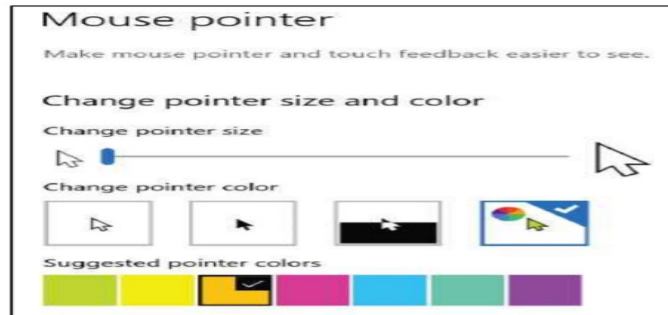 Mouse pointer
Make mouse pointer and touch feedback easier to see.
Change pointer size and color
Change pointer size
Change pointer color
Suggested pointer colors